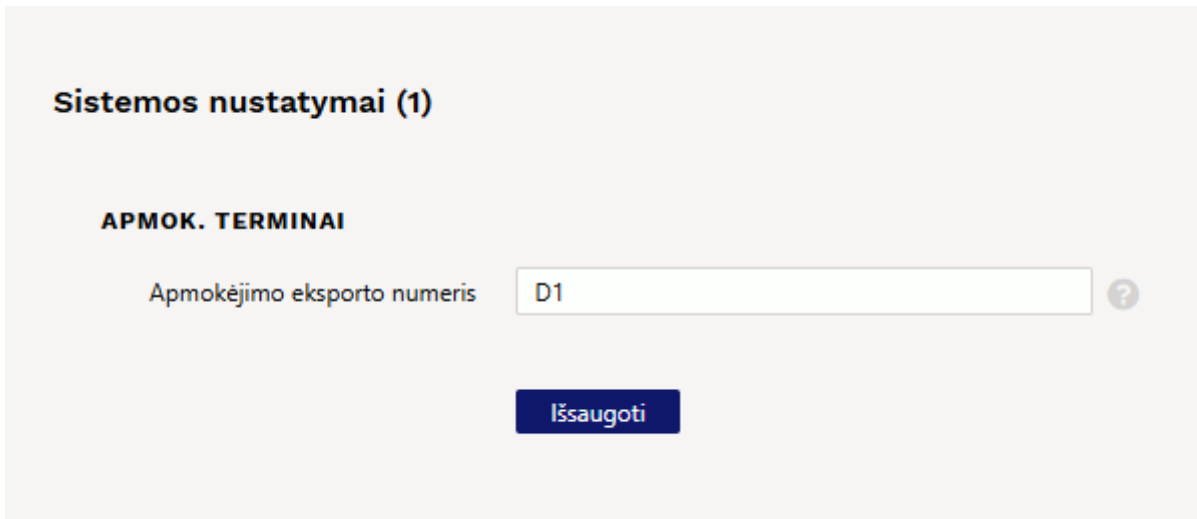 Sistemos nustatymai (1)
APMOK. TERMINAI
Apmokėjimo eksporto numeris D1 ?
Išsaugoti